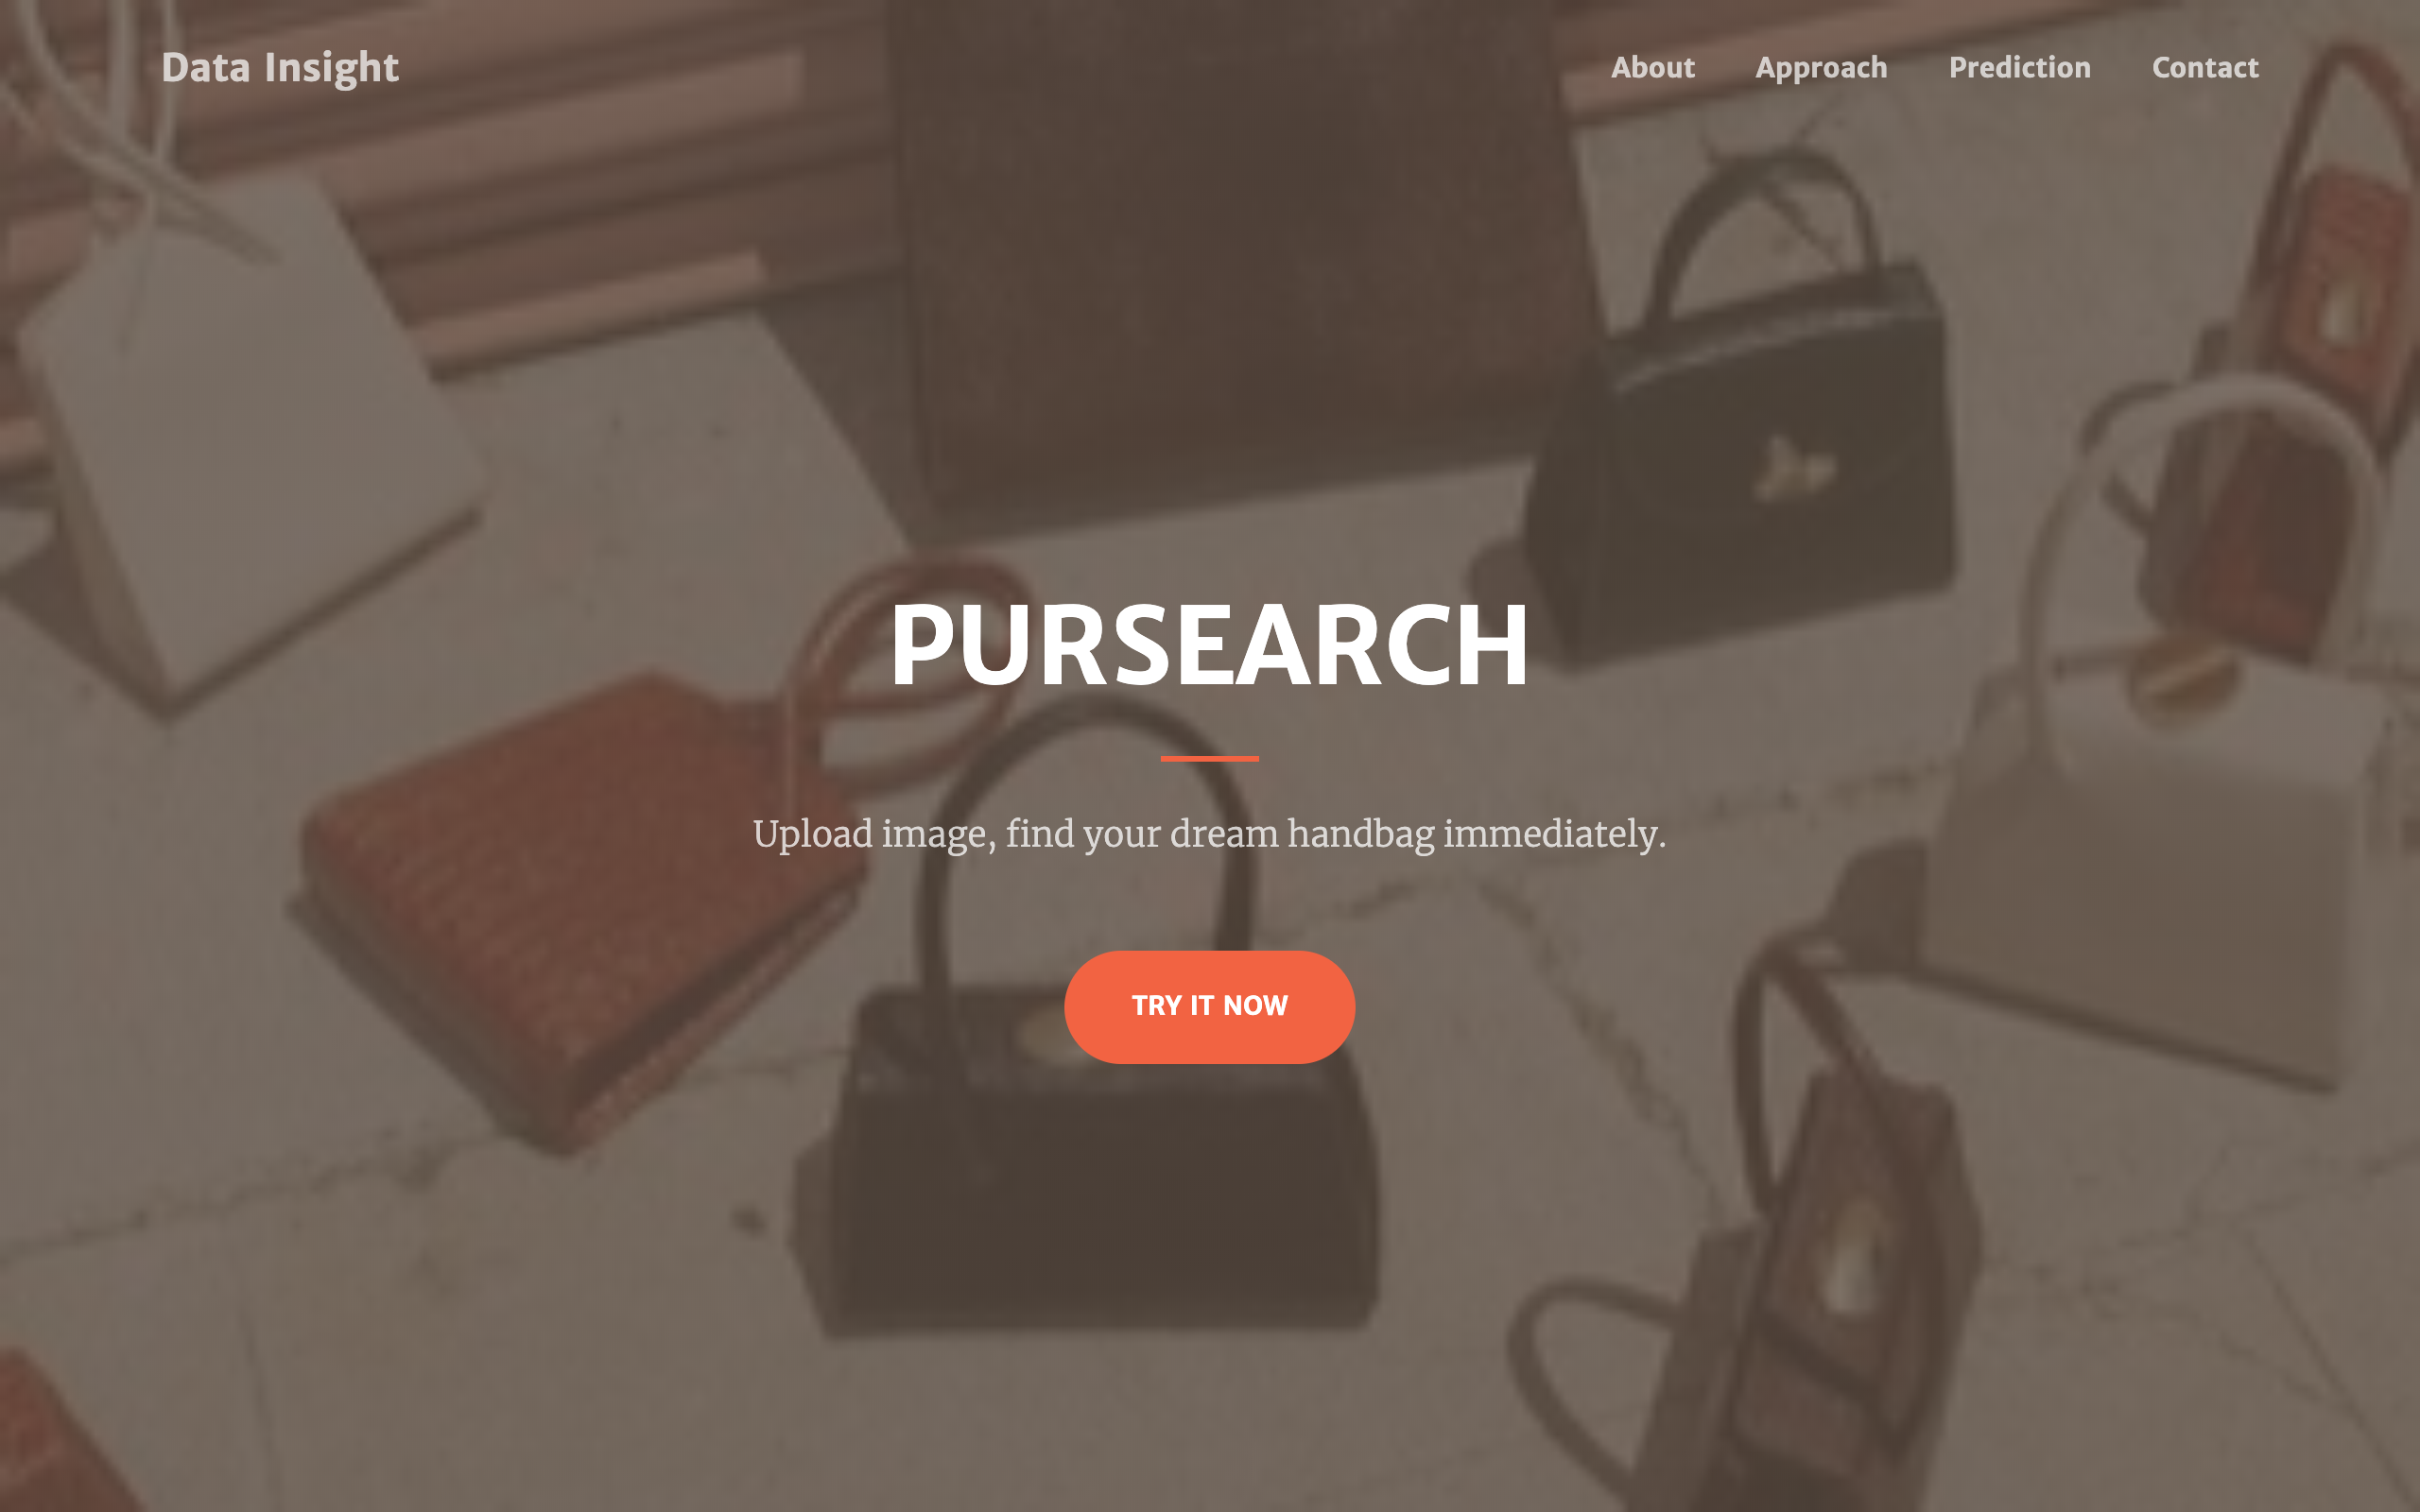 Data Insight
About Approach Prediction Contact
PURSEARCH
Upload image, find your dream handbag immediately.
TRY IT NOW